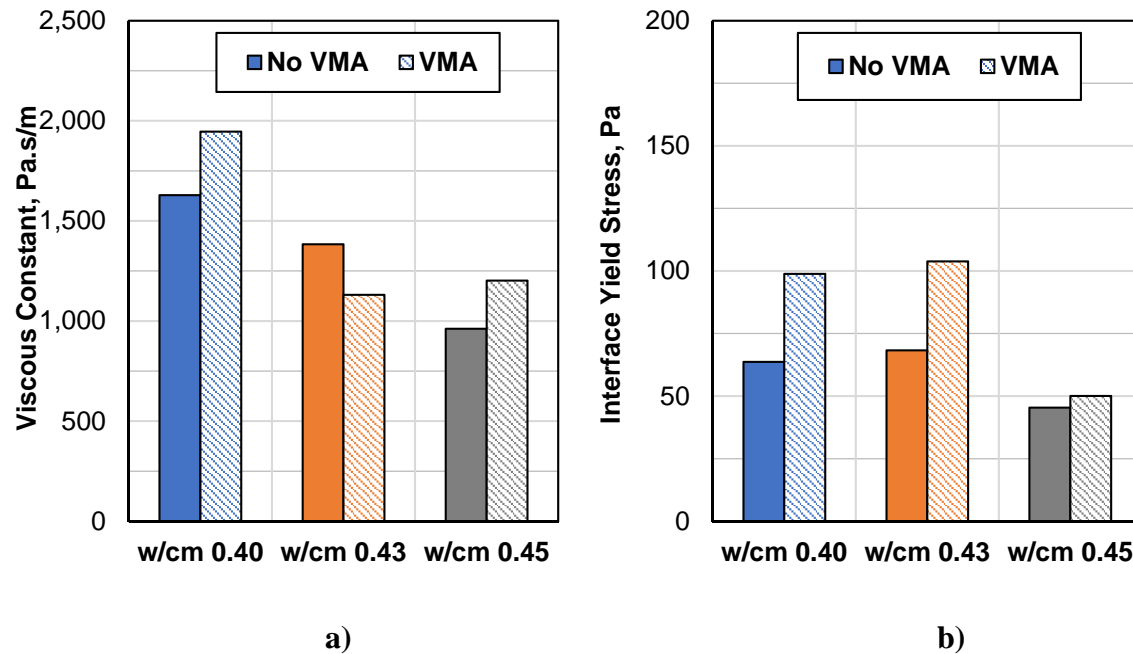 2,500
2,000
1,500
1,000
500
0
Viscous Constant, Pa.s/m
No VMA
VMA
w/cm 0.40
w/cm 0.43
w/cm 0.45
a)
200
150
100
50
0
Interface Yield Stress, Pa
No VMA
VMA
w/cm 0.40
w/cm 0.43
w/cm 0.45
b)